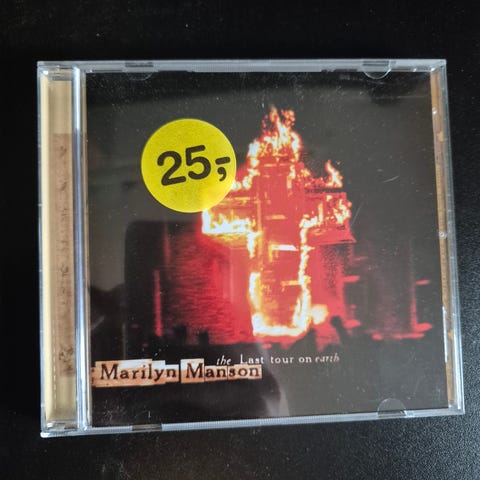 25,-
the Last tour on earth
Marilyn Manson